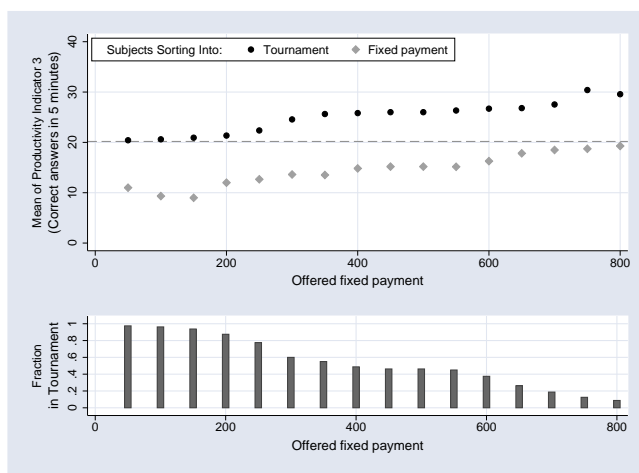 Mean of Productivity Indicator 3
(Correct answers in 5 minutes)
40
30
20
10
0
Subjects Sorting Into: Tournament Fixed payment
0 200 400 600 800
Offered fixed payment
Fraction
in Tournament
1
.8
.6
.4
.2
0
0 200 400 600 800
Offered fixed payment